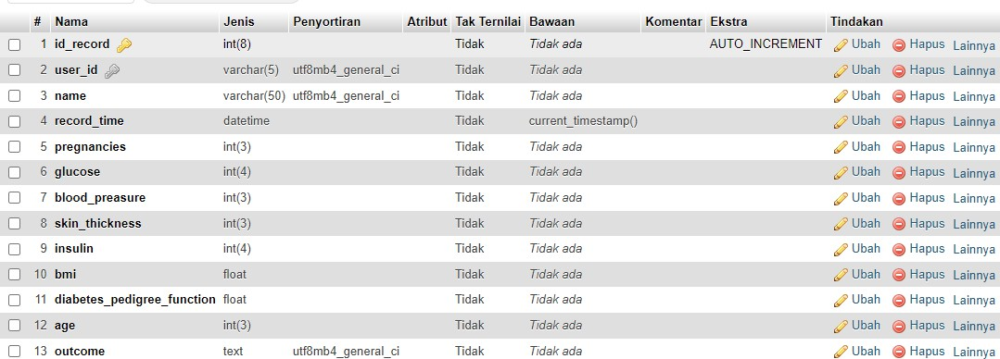 # Nama Jenis Penyortiran Atribut Tak Ternilai Bawaan Komentar Ekstra Tindakan
1 id_record int(8) Tidak Tidak ada AUTO_INCREMENT Ubah Hapus Lainnya
2 user_id varchar(5) utf8mb4_general_ci Tidak Tidak ada Ubah Hapus Lainnya
3 name varchar(50) utf8mb4_general_ci Tidak Tidak ada Ubah Hapus Lainnya
4 record_time datetime Tidak current_timestamp() Ubah Hapus Lainnya
5 pregnancies int(3) Tidak Tidak ada Ubah Hapus Lainnya
6 glucose int(4) Tidak Tidak ada Ubah Hapus Lainnya
7 blood_preasure int(3) Tidak Tidak ada Ubah Hapus Lainnya
8 skin_thickness int(3) Tidak Tidak ada Ubah Hapus Lainnya
9 insulin int(4) Tidak Tidak ada Ubah Hapus Lainnya
10 bmi float Tidak Tidak ada Ubah Hapus Lainnya
11 diabetes_pedigree_function float Tidak Tidak ada Ubah Hapus Lainnya
12 age int(3) Tidak Tidak ada Ubah Hapus Lainnya
13 outcome text utf8mb4_general_ci Tidak Tidak ada Ubah Hapus Lainnya